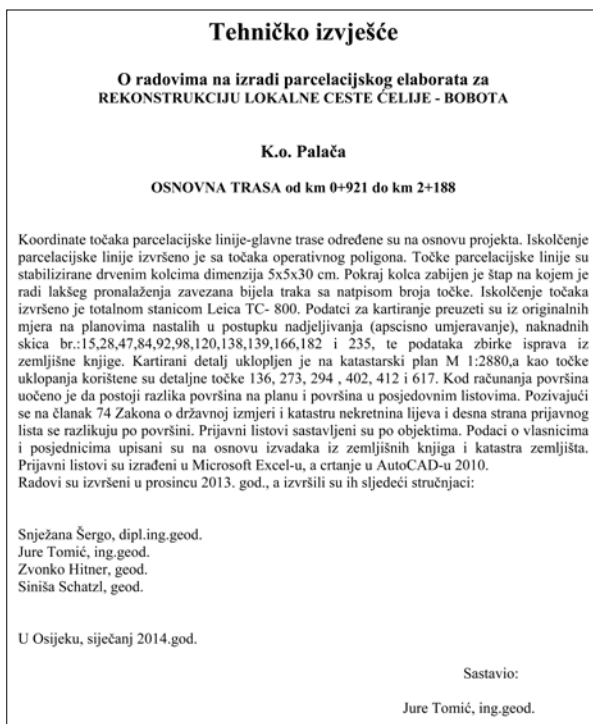 Tehničko izvješće
O radovima na izradi parcelacijskog elaborata za
REKONSTRUKCIJU LOKALNE CESTE ĆELIJE - BOBOTA
K.o. Palača
OSNOVNA TRASA od km 0+921 do km 2+188
Koordinate točaka parcelacijske linije-glavne trase određene su na osnovu projekta. Iskolčenje
parcelacijske linije izvršeno je sa točaka operativnog poligona. Točke parcelacijske linije su
stabilizirane drvenim kolcima dimenzija 5x5x30 cm. Pokraj kolca zabijen je štap na kojem je
radi lakšeg pronalaženja zavezana bijela traka sa natpisom broja točke. Iskolčenje točaka
izvršeno je totalnom stanicom Leica TC- 800. Podatci za kartiranje preuzeti su iz originalnih
mjera na planovima nastalih u postupku nadjeljivanja (apscisno umjeravanje), naknadnih
skica br.:15,28,47,84,92,98,120,138,139,166,182 i 235, te podataka zbirke isprava iz
zemljišne knjige. Kartirani detalj uklopljen je na katastarski plan M 1:2880,a kao točke
uklopanja korištene su detaljne točke 136, 273, 294 , 402, 412 i 617. Kod računanja površina
uočeno je da postoji razlika površina na planu i površina u posjedovnim listovima. Pozivajući
se na članak 74 Zakona o državnoj izmjeri i katastru nekretnina lijeva i desna strana prijavnog
lista se razlikuju po površini. Prijavni listovi sastavljeni su po objektima. Podaci o vlasnicima
i posjednicima upisani su na osnovu izvadaka iz zemljišnih knjiga i katastra zemljišta.
Prijavni listovi su izrađeni u Microsoft Excel-u, a crtanje u AutoCAD-u 2010.
Radovi su izvršeni u prosincu 2013. god., a izvršili su ih sljedeći stručnjaci:
Snježana Šergo, dipl.ing.geod.
Jure Tomić, ing.geod.
Zvonko Hitner, geod.
Siniša Schatzl, geod.
U Osijeku, siječanj 2014.god.
Sastavio:
Jure Tomić, ing.geod.